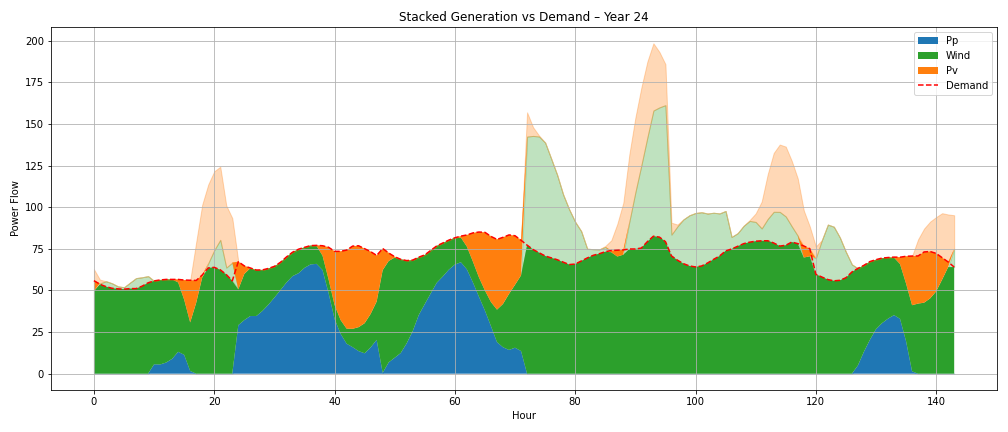 Stacked Generation vs Demand – Year 24
Power Flow
200
175
150
125
100
75
50
25
0
0 20 40 60 80 100 120 140
Hour
Pp
Wind
Pv
Demand